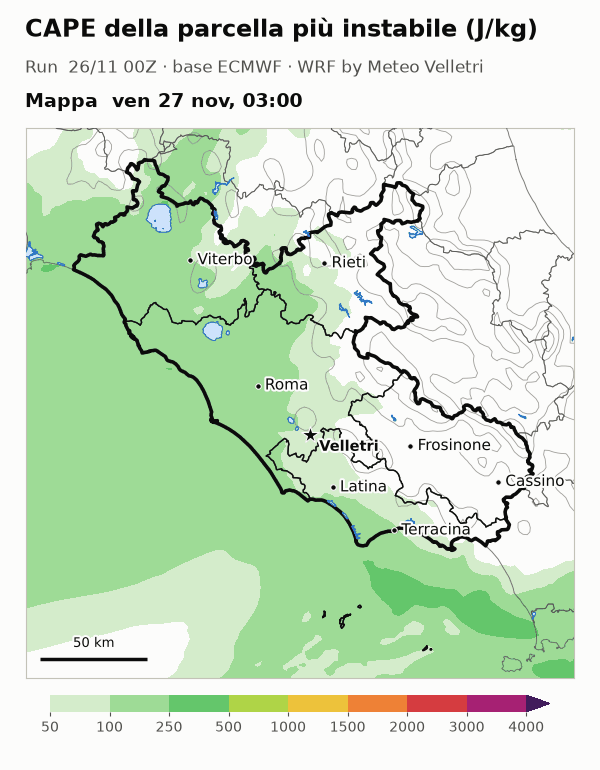 CAPE della parcella più instabile (J/kg)
Run  26/11 00Z · base ECMWF · WRF by Meteo Velletri
Mappa  ven 27 nov, 03:00
Viterbo
Rieti
Roma
Velletri
Frosinone
Latina
Cassino
Terracina
50 km
50 100 250 500 1000 1500 2000 3000 4000